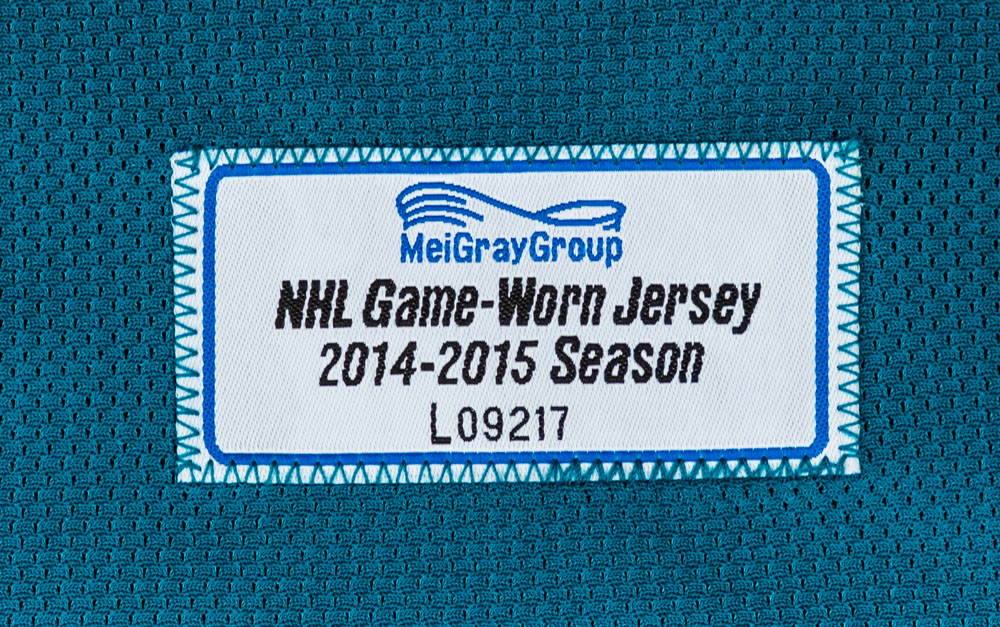 MeiGrayGroup
NHL Game-Worn Jersey
2014-2015 Season
L09217